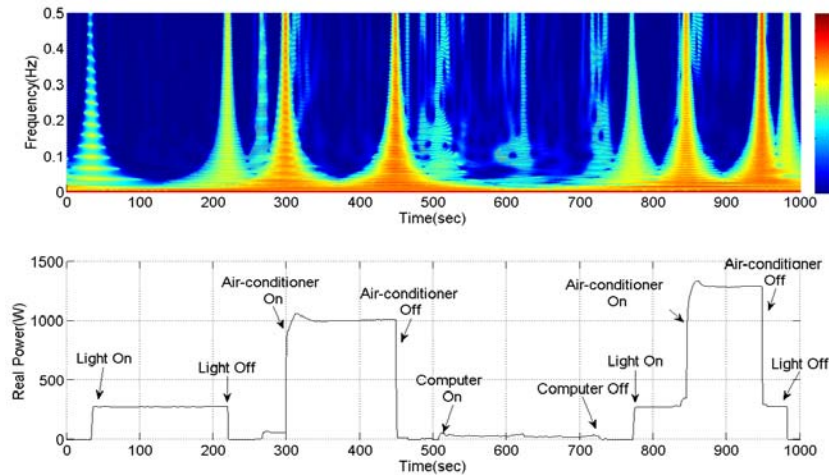 0.5
0.4
0.3
0.2
0.1
0
Frequency(Hz)
0 100 200 300 400 500 600 700 800 900 1000
Time(sec)
1500
1000
500
0
Real Power(W)
Light On
Light Off
Air-conditioner
On
Air-conditioner
Off
Computer
On
Computer Off
Light On
Air-conditioner
On
Air-conditioner
Off
Light Off
0 100 200 300 400 500 600 700 800 900 1000
Time(sec)